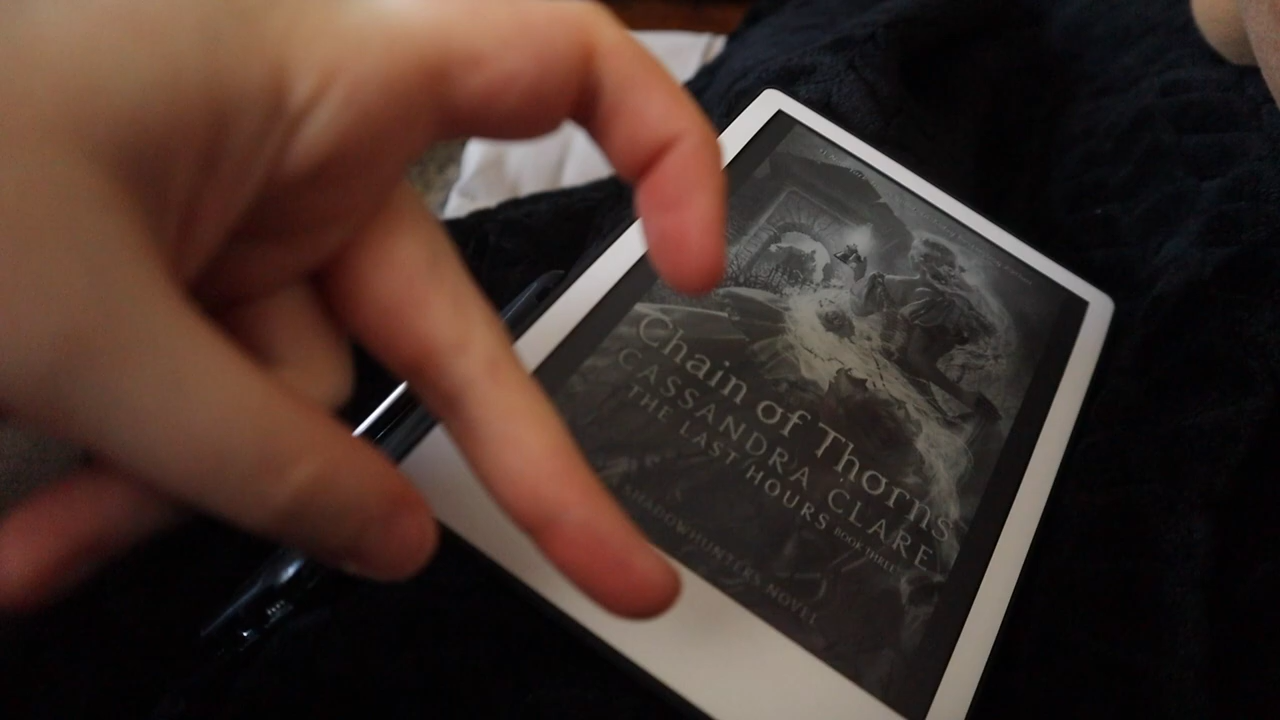 Chain of Thorns
CASSANDRA CLARE
THE LAST HOURS BOOK THREE
SHADOWHUNTERS NOVEL